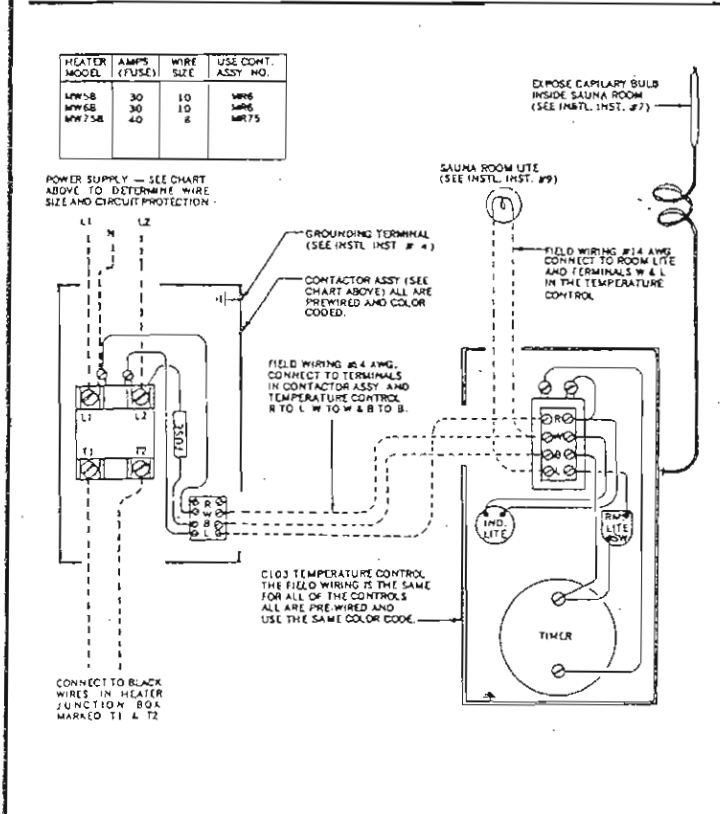 HEATER MODEL AMPS (FUSE) WIRE SIZE USE CONT. ASSY NO.
MW5B 30 10 MR6
MW6B 30 10 MR6
MW75B 40 8 MR75
POWER SUPPLY — SEE CHART
ABOVE TO DETERMINE WIRE
SIZE AND CIRCUIT PROTECTION
L1 N L2
EXPOSE CAPILARY BULB
INSIDE SAUNA ROOM
(SEE INSTL. INST. #7)
SAUNA ROOM LITE
(SEE INSTL. INST. #9)
GROUNDING TERMINAL
(SEE INSTL INST # 4)
CONTACTOR ASSY (SEE
CHART ABOVE) ALL ARE
PREWIRED AND COLOR
CODED.
FIELD WIRING #14 AWG
CONNECT TO ROOM LITE
AND TERMINALS W & L
IN THE TEMPERATURE
CONTROL
FIELD WIRING #14 AWG.
CONNECT TO TERMINALS
IN CONTACTOR ASSY AND
TEMPERATURE CONTROL
R TO L W TO W & B TO B.
L1 L2
FUSE
T1 T2
R
W
B
L
R
W
B
L
IND.
LITE
RM
LITE
SW
TIMER
C103 TEMPERATURE CONTROL
THE FIELD WIRING IS THE SAME
FOR ALL OF THE CONTROLS
ALL ARE PRE-WIRED AND
USE THE SAME COLOR CODE.
CONNECT TO BLACK
WIRES IN HEATER
JUNCTION BOX
MARKED T1 & T2